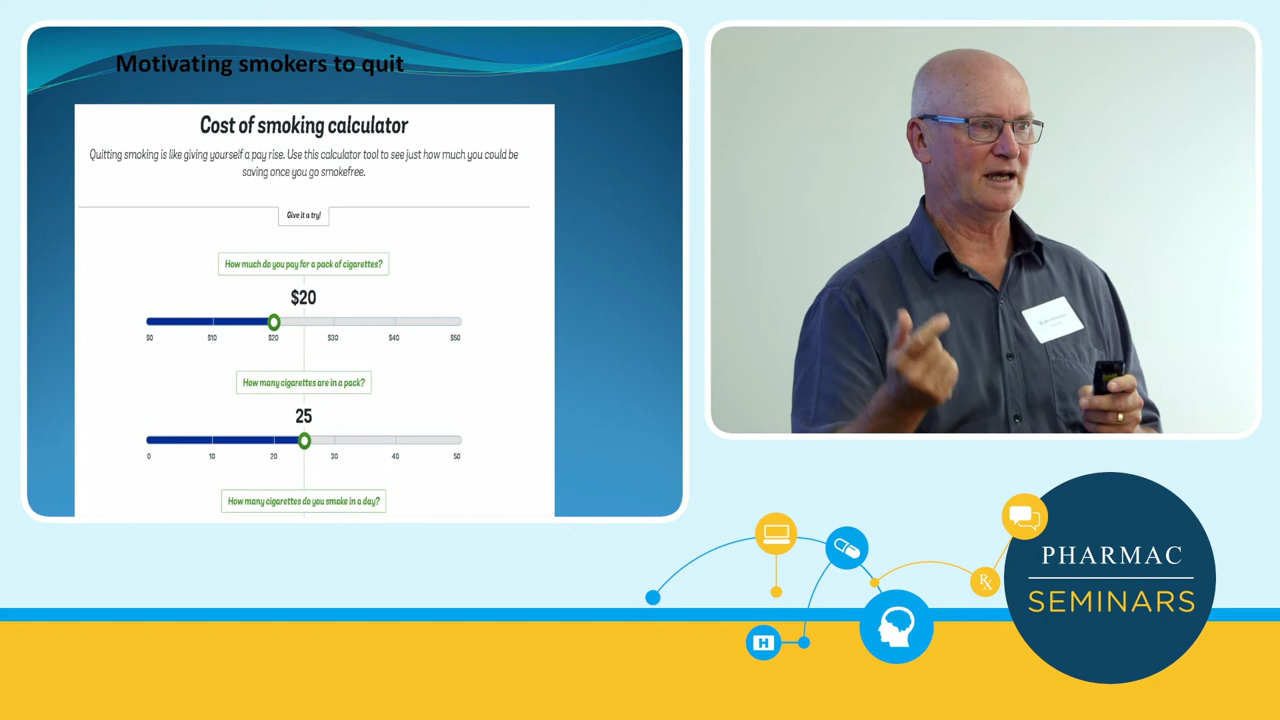 Motivating smokers to quit
Cost of smoking calculator
Quitting smoking is like giving yourself a pay rise. Use this calculator tool to see just how much you could be
saving once you go smokefree.
Give it a try!
How much do you pay for a pack of cigarettes?
$20
$0 $10 $20 $30 $40 $50
How many cigarettes are in a pack?
25
0 10 20 30 40 50
How many cigarettes do you smoke in a day?
PHARMAC
SEMINARS
Rx
H